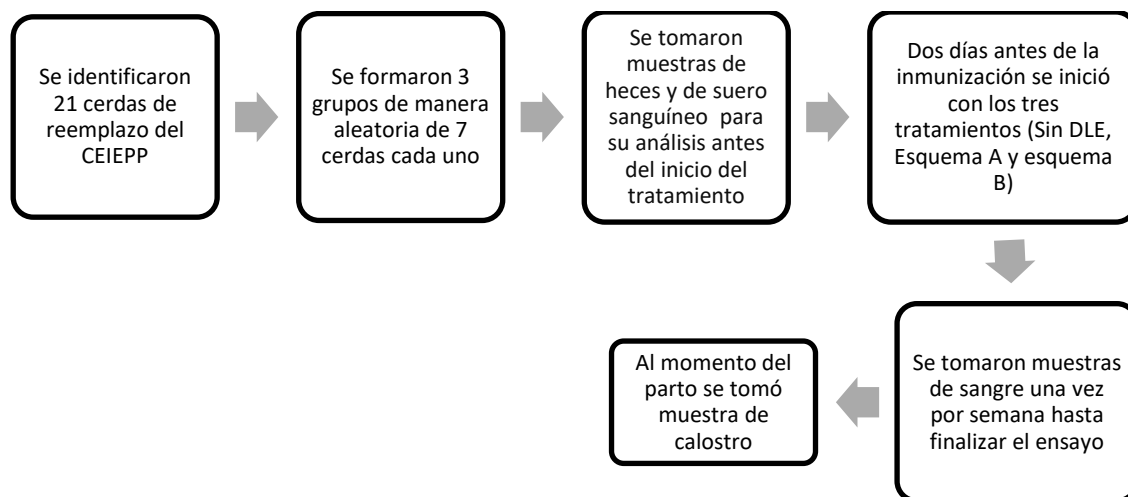 Se identificaron
21 cerdas de
reemplazo del
CEIEPP
Se formaron 3
grupos de manera
aleatoria de 7
cerdas cada uno
Se tomaron
muestras de
heces y de suero
sanguíneo para
su análisis antes
del inicio del
tratamiento
Dos días antes de la
inmunización se inició
con los tres
tratamientos (Sin DLE,
Esquema A y esquema
B)
Se tomaron muestras
de sangre una vez
por semana hasta
finalizar el ensayo
Al momento del
parto se tomó
muestra de
calostro